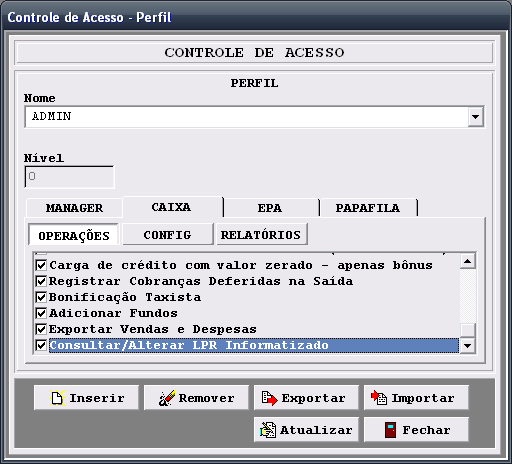 Controle de Acesso - Perfil
CONTROLE DE ACESSO
PERFIL
Nome
ADMIN
Nível
0
MANAGER CAIXA EPA PAPAFILA
OPERAÇÕES CONFIG RELATÓRIOS
Carga de crédito com valor zerado - apenas bônus
Registrar Cobranças Deferidas na Saída
Bonificação Taxista
Adicionar Fundos
Exportar Vendas e Despesas
Consultar/Alterar LPR Informatizado
Inserir Remover Exportar Importar
Atualizar Fechar